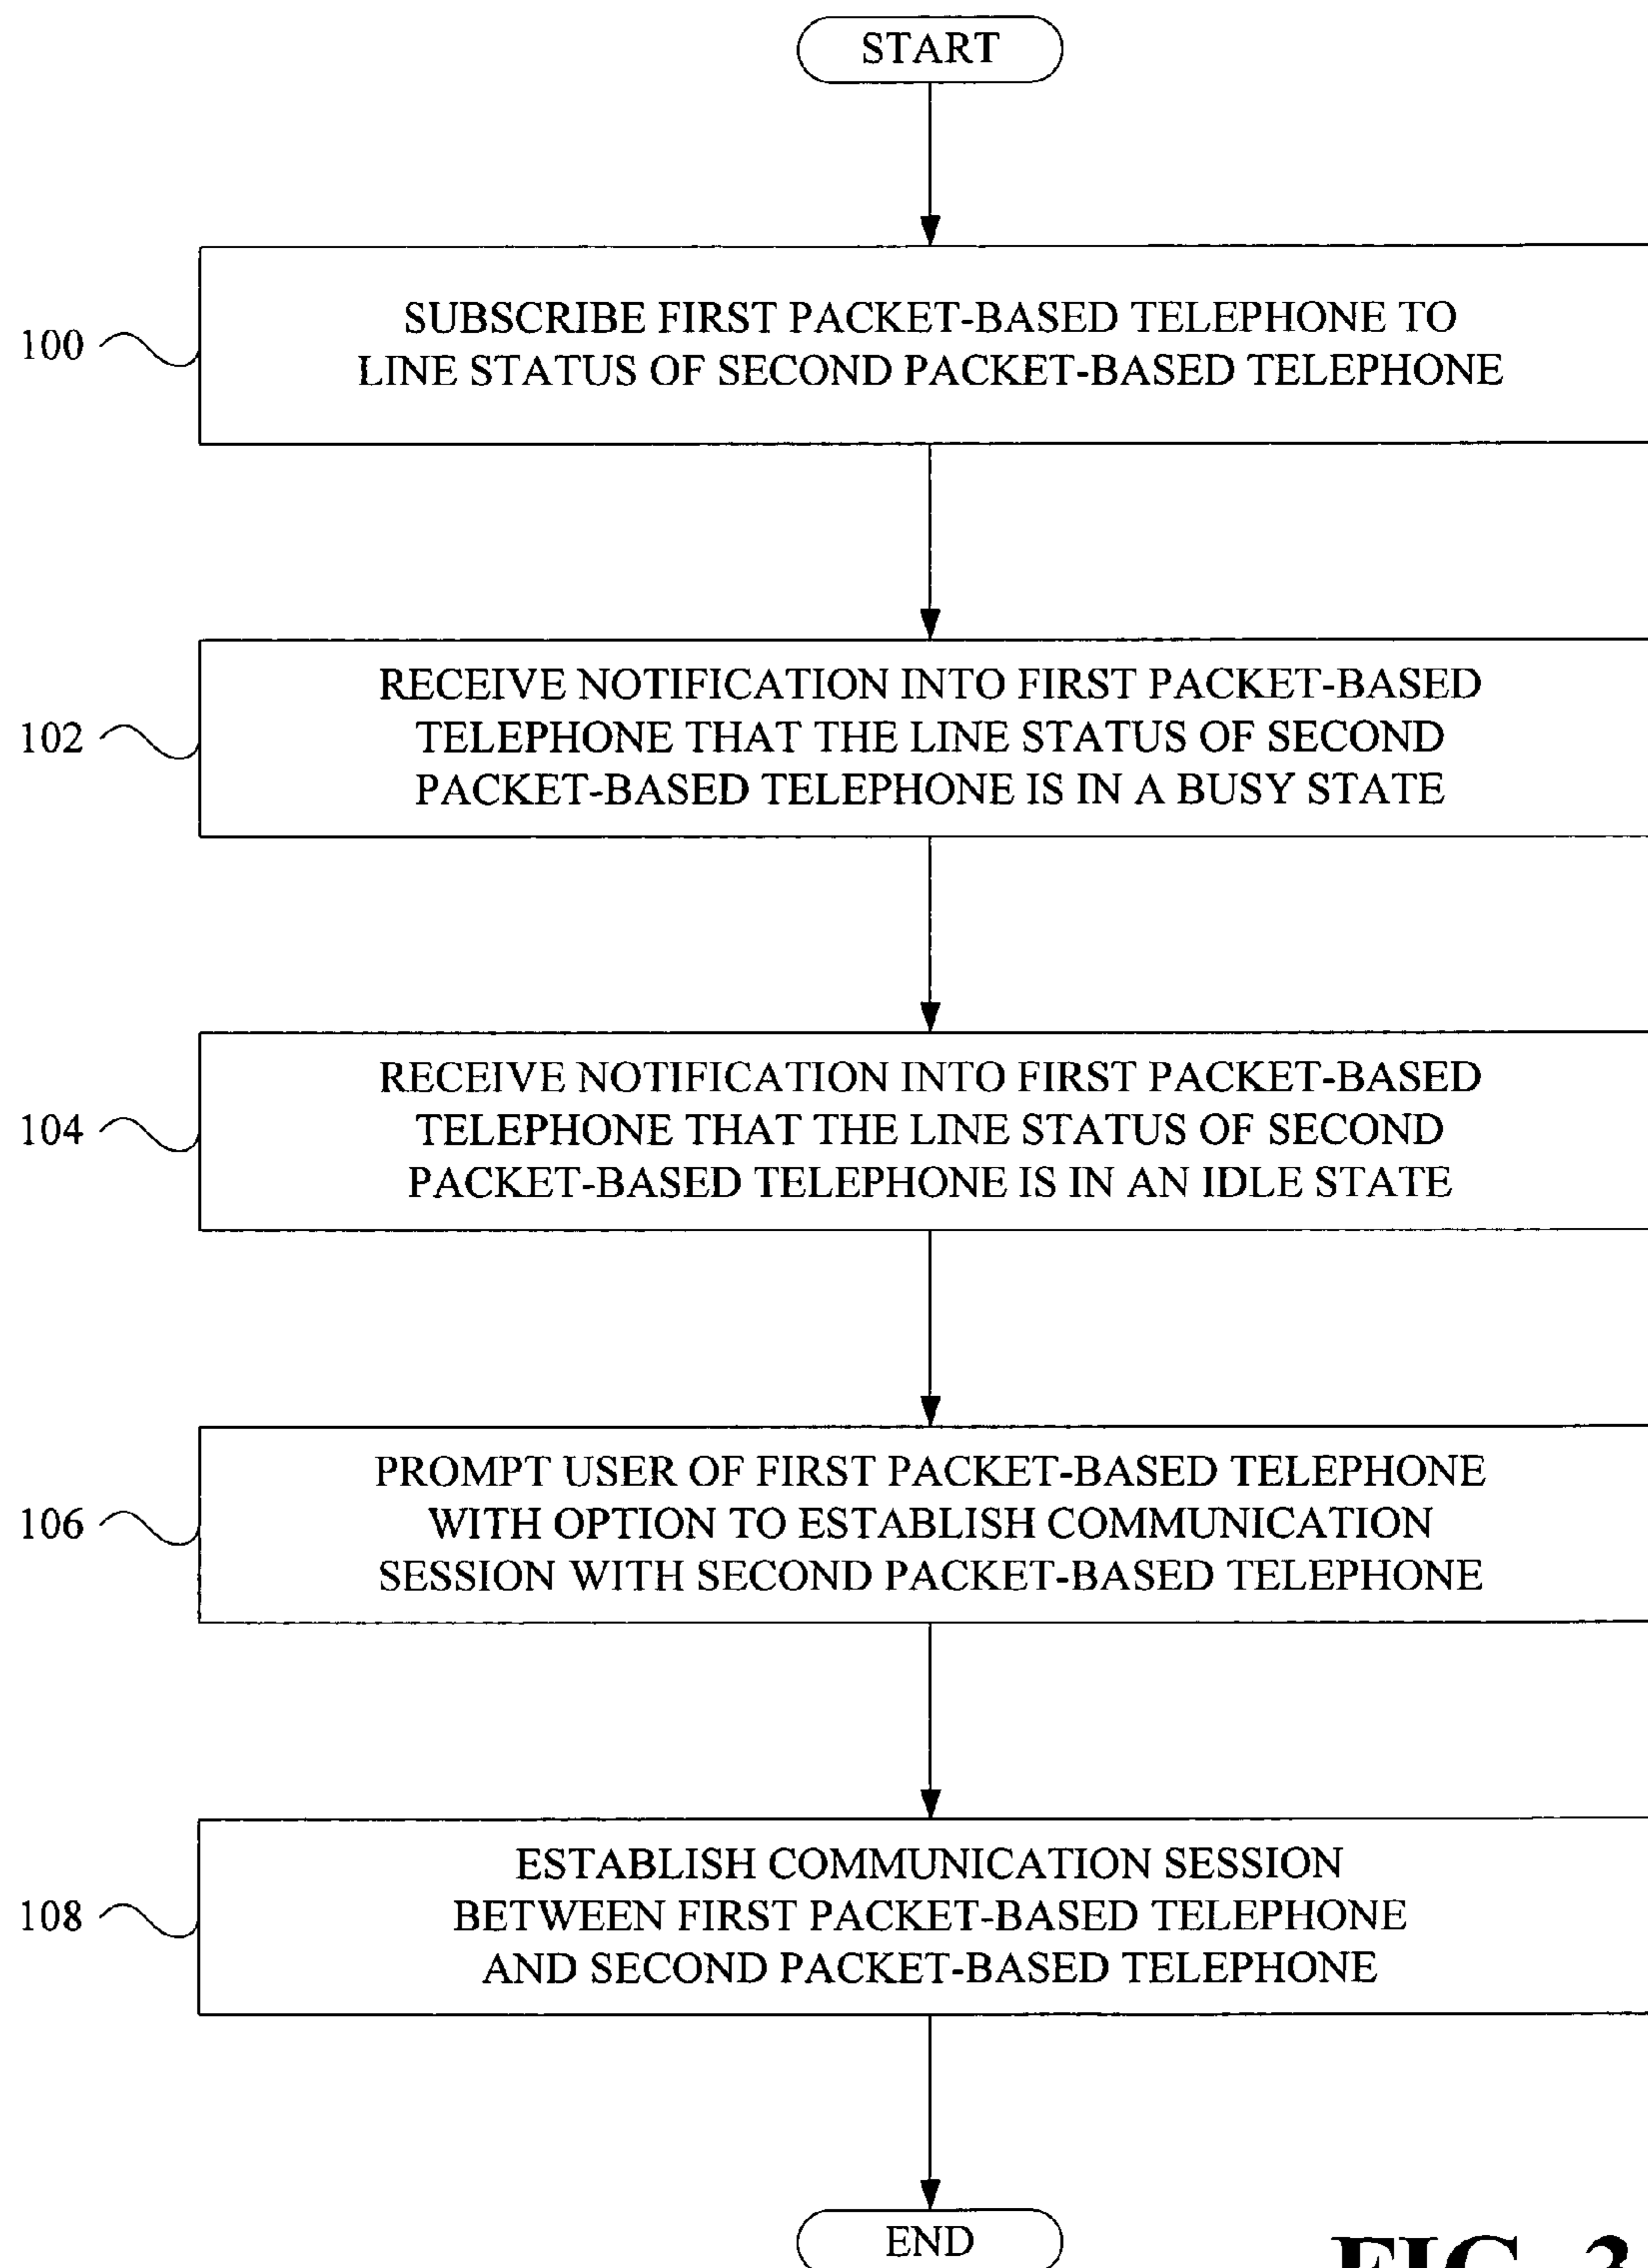 START
100
SUBSCRIBE FIRST PACKET-BASED TELEPHONE TO
LINE STATUS OF SECOND PACKET-BASED TELEPHONE
102
RECEIVE NOTIFICATION INTO FIRST PACKET-BASED
TELEPHONE THAT THE LINE STATUS OF SECOND
PACKET-BASED TELEPHONE IS IN A BUSY STATE
104
RECEIVE NOTIFICATION INTO FIRST PACKET-BASED
TELEPHONE THAT THE LINE STATUS OF SECOND
PACKET-BASED TELEPHONE IS IN AN IDLE STATE
106
PROMPT USER OF FIRST PACKET-BASED TELEPHONE
WITH OPTION TO ESTABLISH COMMUNICATION
SESSION WITH SECOND PACKET-BASED TELEPHONE
108
ESTABLISH COMMUNICATION SESSION
BETWEEN FIRST PACKET-BASED TELEPHONE
AND SECOND PACKET-BASED TELEPHONE
END
FIG. 3